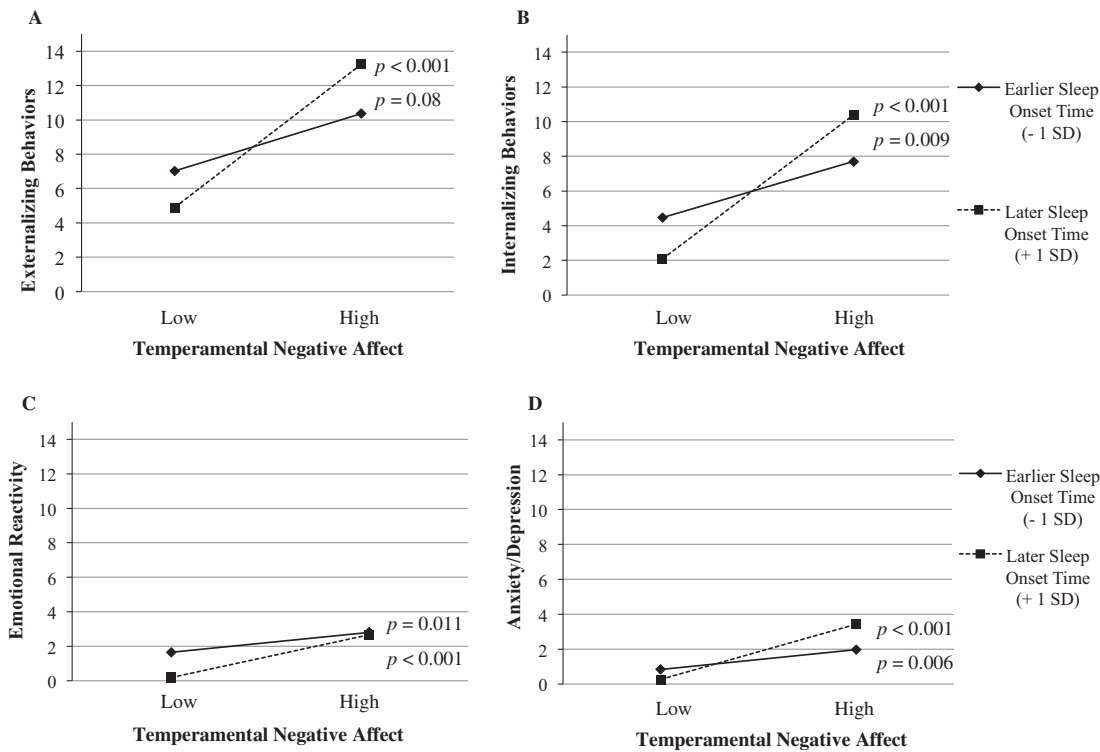 A
14
12
10
8
6
4
2
0
Externalizing Behaviors
p < 0.001
p = 0.08
Low
High
Temperamental Negative Affect
B
14
12
10
8
6
4
2
0
Internalizing Behaviors
p < 0.001
p = 0.009
Low
High
Temperamental Negative Affect
Earlier Sleep
Onset Time
(- 1 SD)
Later Sleep
Onset Time
(+ 1 SD)
C
14
12
10
8
6
4
2
0
Emotional Reactivity
p = 0.011
p < 0.001
Low
High
Temperamental Negative Affect
D
14
12
10
8
6
4
2
0
Anxiety/Depression
p < 0.001
p = 0.006
Low
High
Temperamental Negative Affect
Earlier Sleep
Onset Time
(- 1 SD)
Later Sleep
Onset Time
(+ 1 SD)